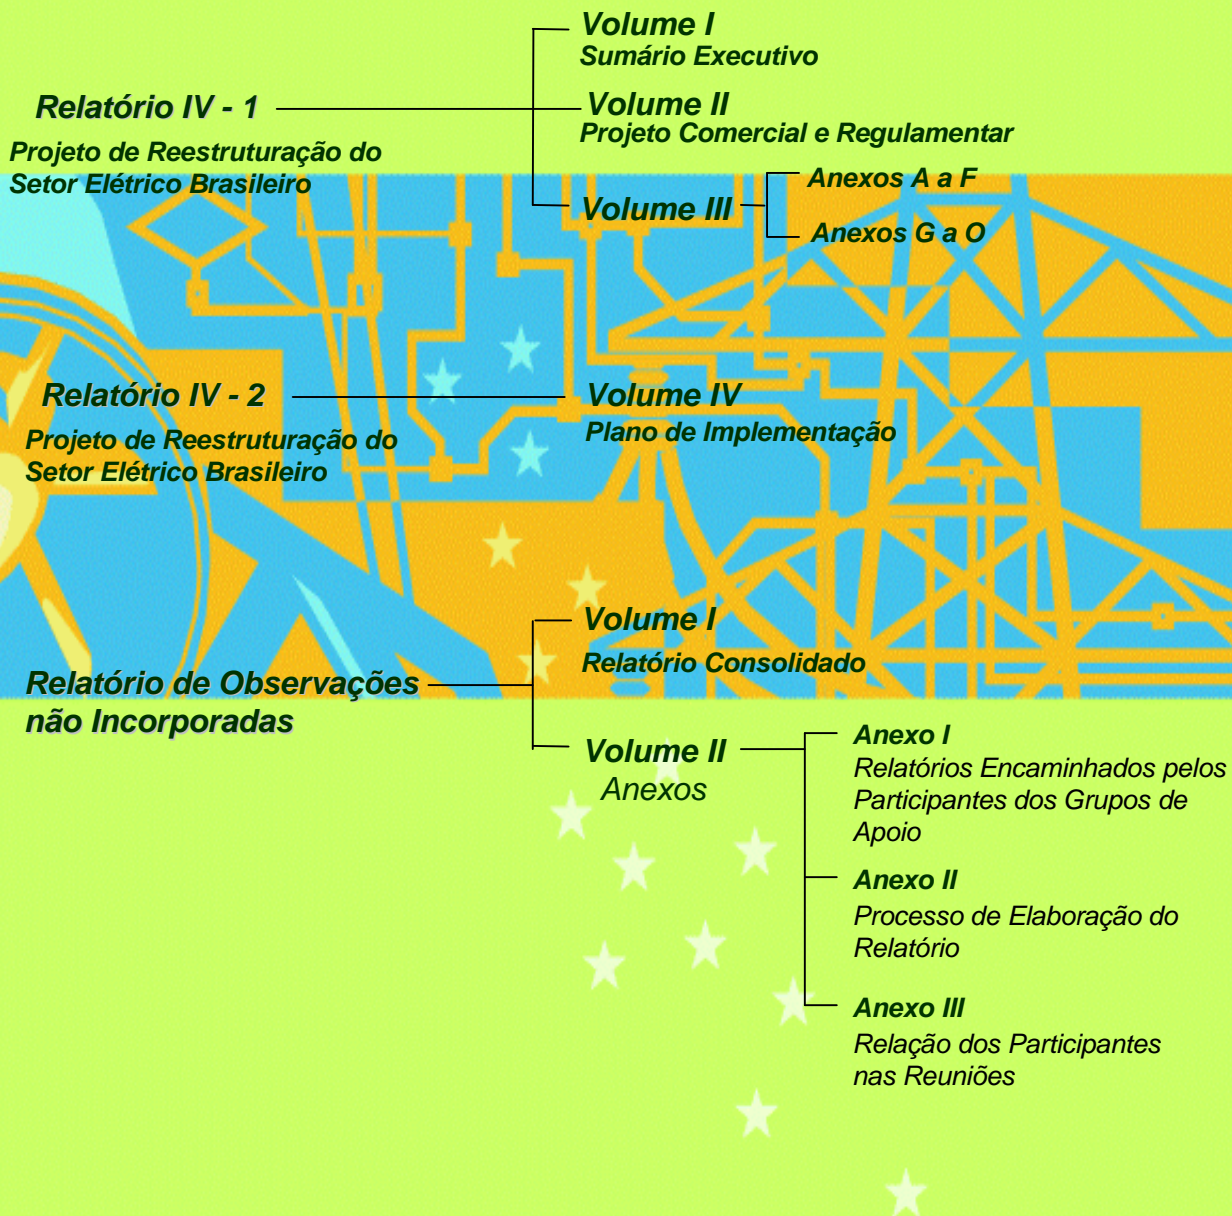 Relatório IV - 1
Projeto de Reestruturação do
Setor Elétrico Brasileiro
Volume I
Sumário Executivo
Volume II
Projeto Comercial e Regulamentar
Volume III
Anexos A a F
Anexos G a O
Relatório IV - 2
Projeto de Reestruturação do
Setor Elétrico Brasileiro
Volume IV
Plano de Implementação
Relatório de Observações
não Incorporadas
Volume I
Relatório Consolidado
Volume II
Anexos
Anexo I
Relatórios Encaminhados pelos
Participantes dos Grupos de
Apoio
Anexo II
Processo de Elaboração do
Relatório
Anexo III
Relação dos Participantes
nas Reuniões